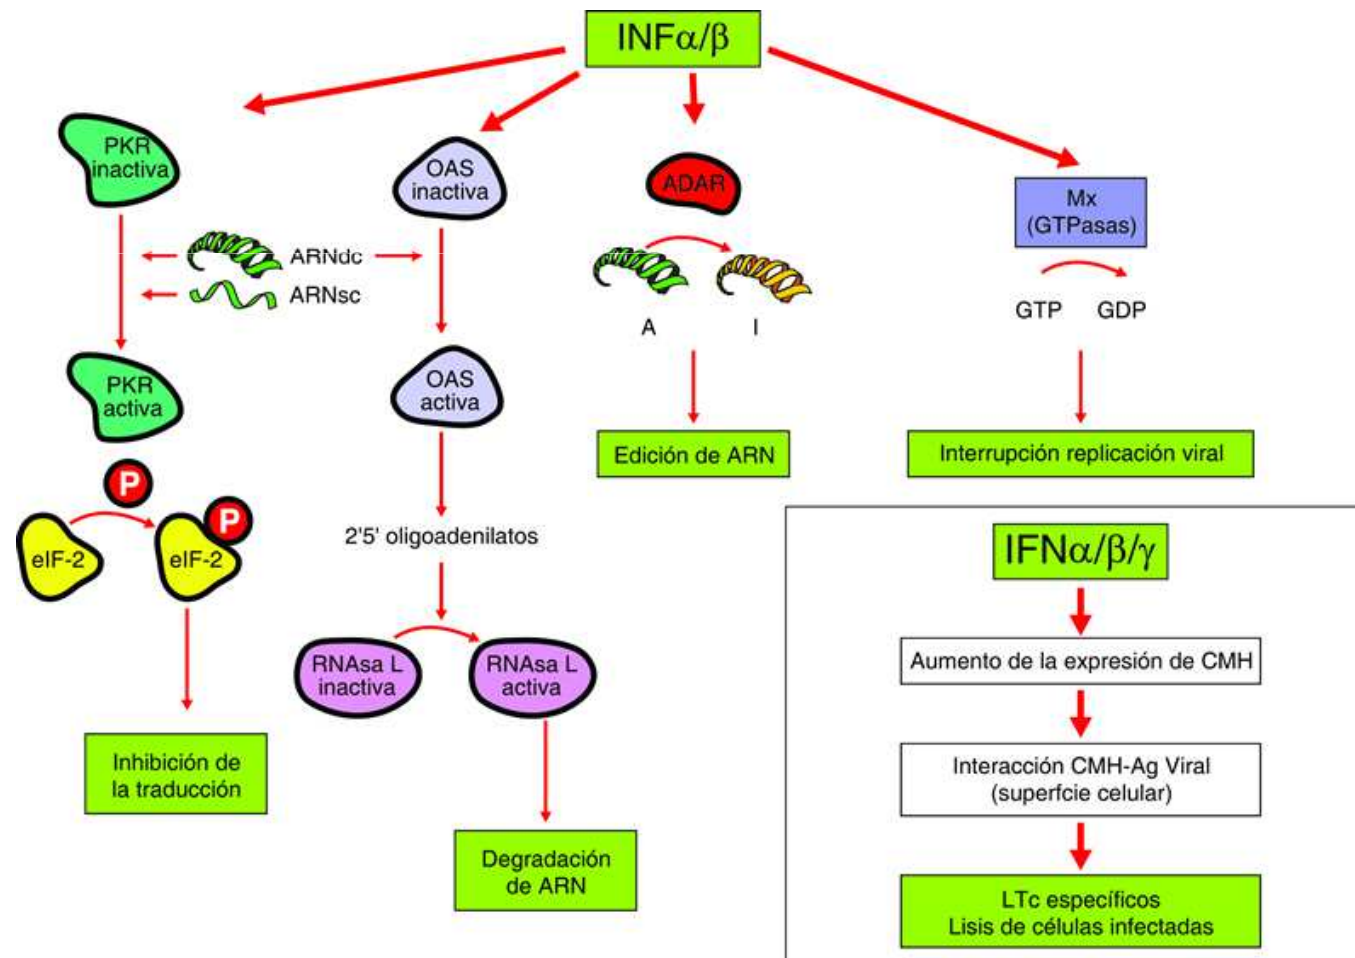 INFα/β
PKR
inactiva
OAS
inactiva
ADAR
Mx
(GTPasas)
ARNdc
ARNsc
A
I
GTP
GDP
PKR
activa
OAS
activa
Edición de ARN
Interrupción replicación viral
P
P
eIF-2
eIF-2
2'5' oligoadenilatos
RNAsa L
inactiva
RNAsa L
activa
Inhibición de
la traducción
Degradación
de ARN
IFNα/β/γ
Aumento de la expresión de CMH
Interacción CMH-Ag Viral
(superfcie celular)
LTc específicos
Lisis de células infectadas